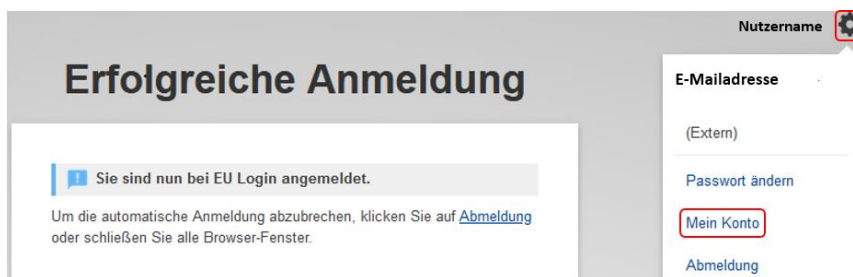 Nutzername
Erfolgreiche Anmeldung
E-Mailadresse
(Extern)
Sie sind nun bei EU Login angemeldet.
Passwort ändern
Um die automatische Anmeldung abzubrechen, klicken Sie auf Abmeldung
oder schließen Sie alle Browser-Fenster.
Mein Konto
Abmeldung